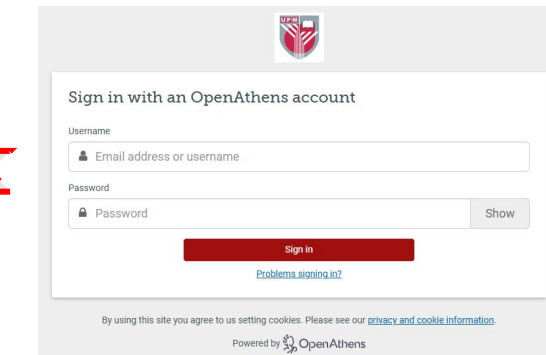 UPM
Sign in with an OpenAthens account
Username
Email address or username
Password
Password Show
Sign in
Problems signing in?
By using this site you agree to us setting cookies. Please see our privacy and cookie information.
Powered by OpenAthens